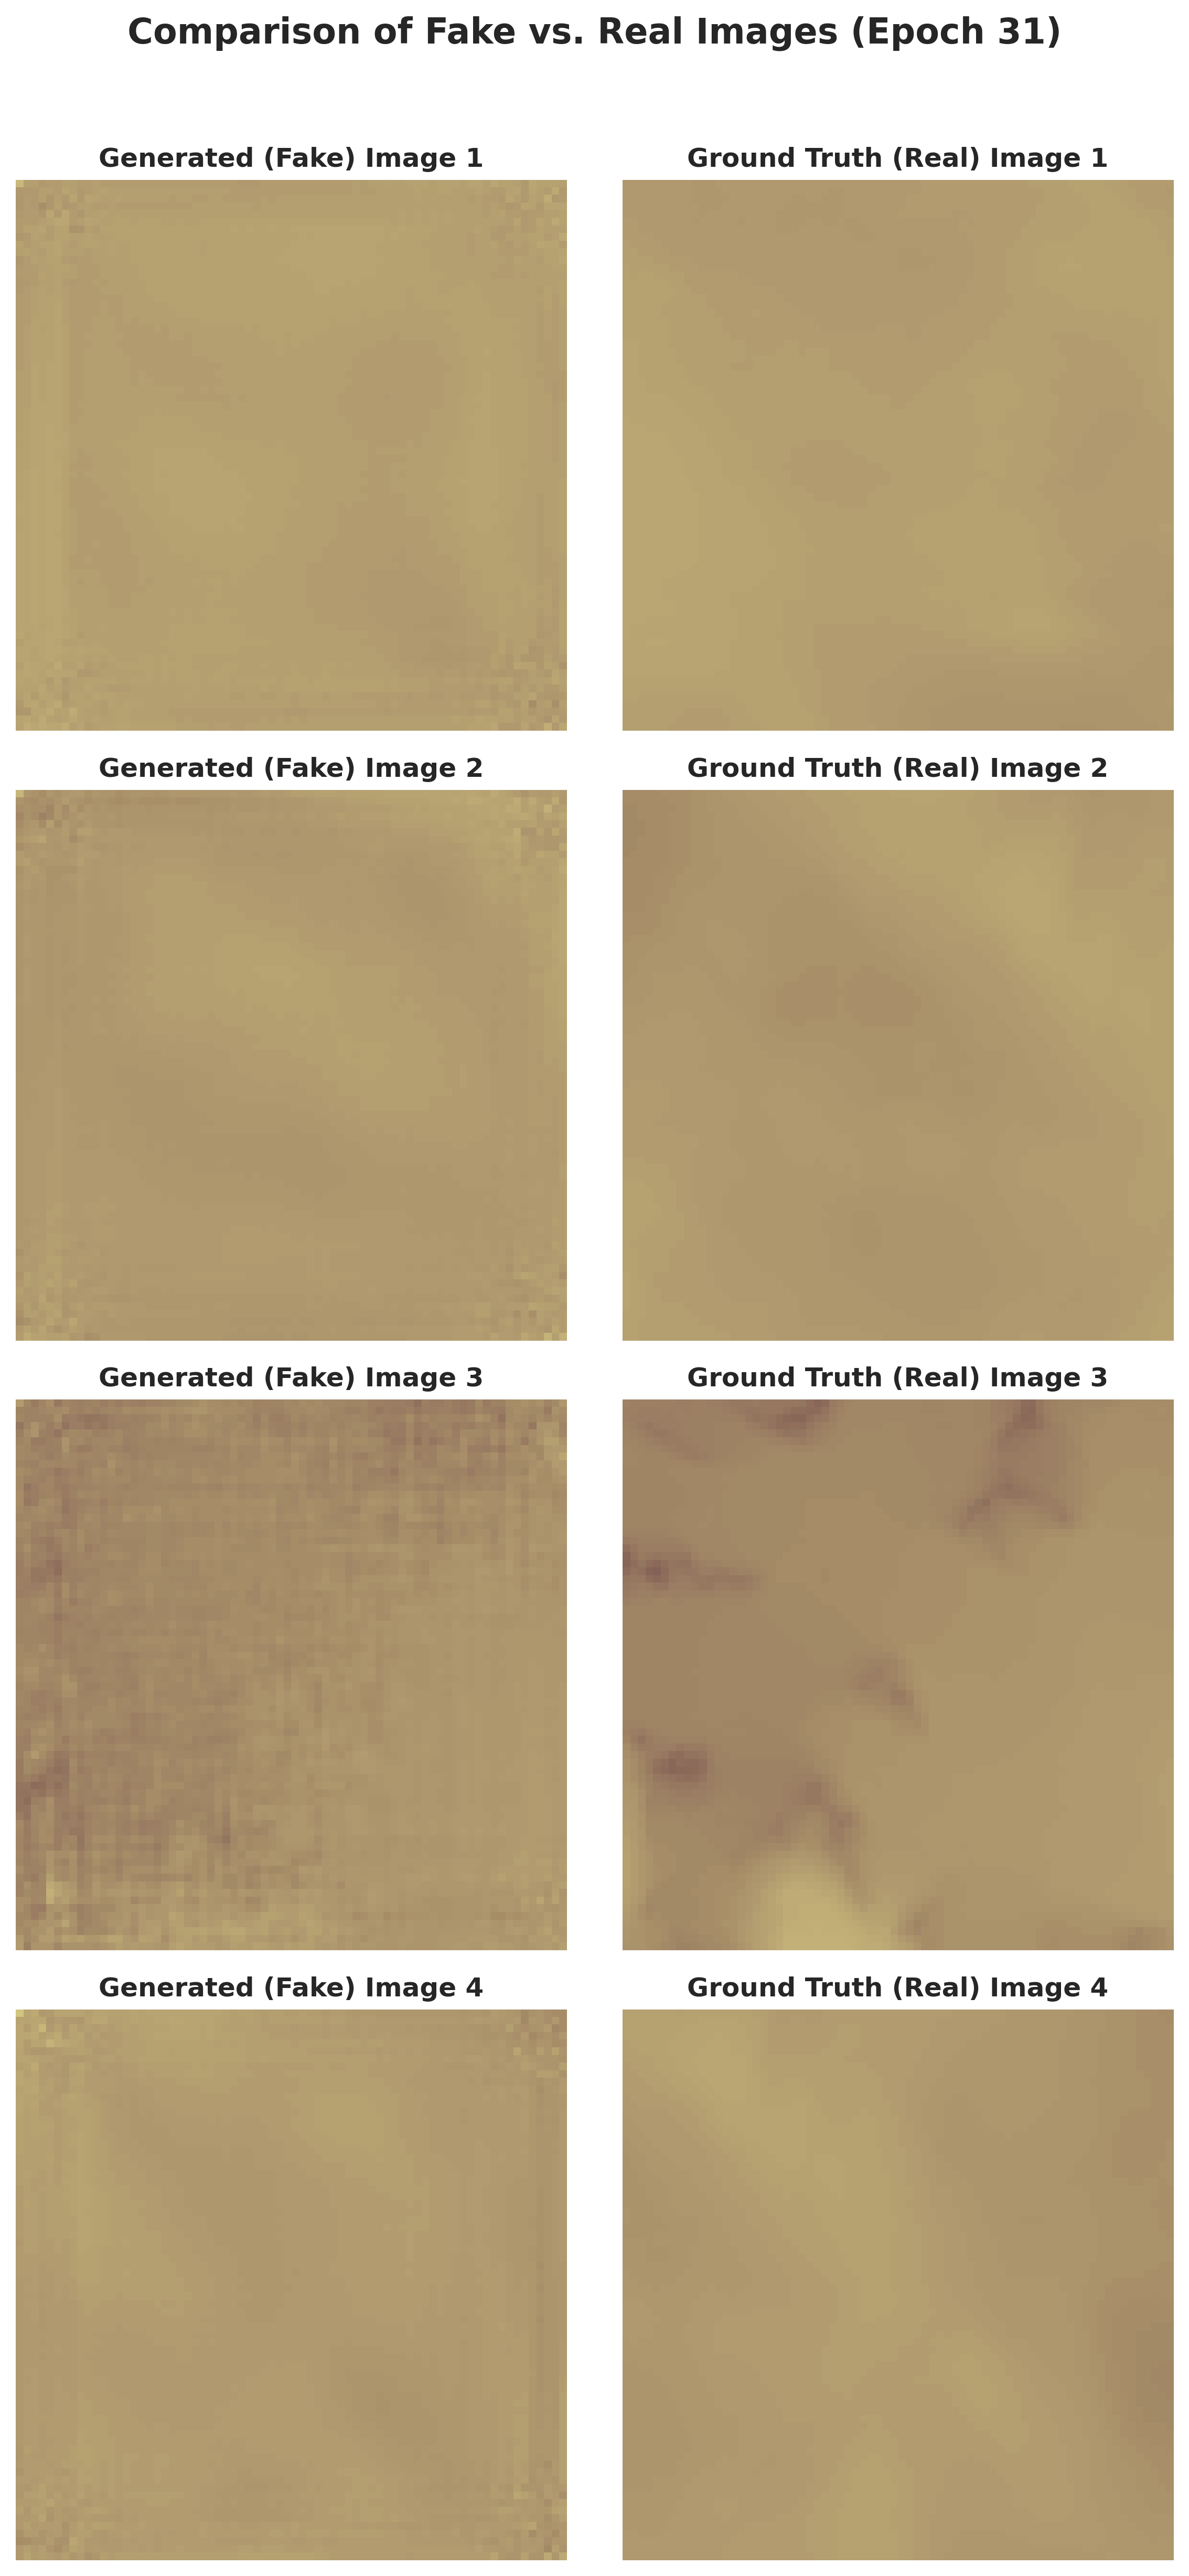 Comparison of Fake vs. Real Images (Epoch 31)
Generated (Fake) Image 1
Ground Truth (Real) Image 1
Generated (Fake) Image 2
Ground Truth (Real) Image 2
Generated (Fake) Image 3
Ground Truth (Real) Image 3
Generated (Fake) Image 4
Ground Truth (Real) Image 4